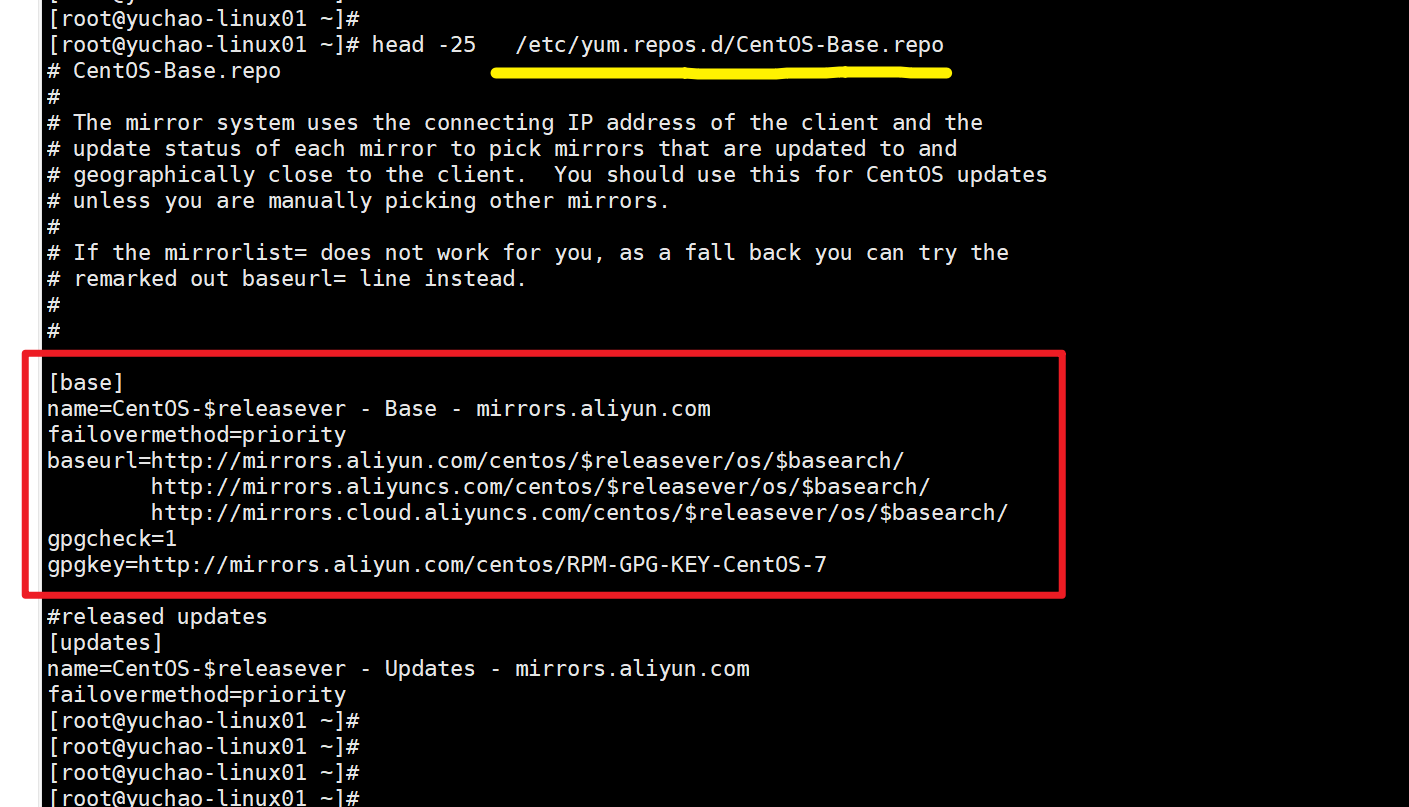 [root@yuchao-linux01 ~]#
[root@yuchao-linux01 ~]# head -25   /etc/yum.repos.d/CentOS-Base.repo
# CentOS-Base.repo
#
# The mirror system uses the connecting IP address of the client and the
# update status of each mirror to pick mirrors that are updated to and
# geographically close to the client.  You should use this for CentOS updates
# unless you are manually picking other mirrors.
#
# If the mirrorlist= does not work for you, as a fall back you can try the
# remarked out baseurl= line instead.
#
#
[base]
name=CentOS-$releasever - Base - mirrors.aliyun.com
failovermethod=priority
baseurl=http://mirrors.aliyun.com/centos/$releasever/os/$basearch/
        http://mirrors.aliyuncs.com/centos/$releasever/os/$basearch/
        http://mirrors.cloud.aliyuncs.com/centos/$releasever/os/$basearch/
gpgcheck=1
gpgkey=http://mirrors.aliyun.com/centos/RPM-GPG-KEY-CentOS-7
#released updates
[updates]
name=CentOS-$releasever - Updates - mirrors.aliyun.com
failovermethod=priority
[root@yuchao-linux01 ~]#
[root@yuchao-linux01 ~]#
[root@yuchao-linux01 ~]#
[root@yuchao-linux01 ~]#